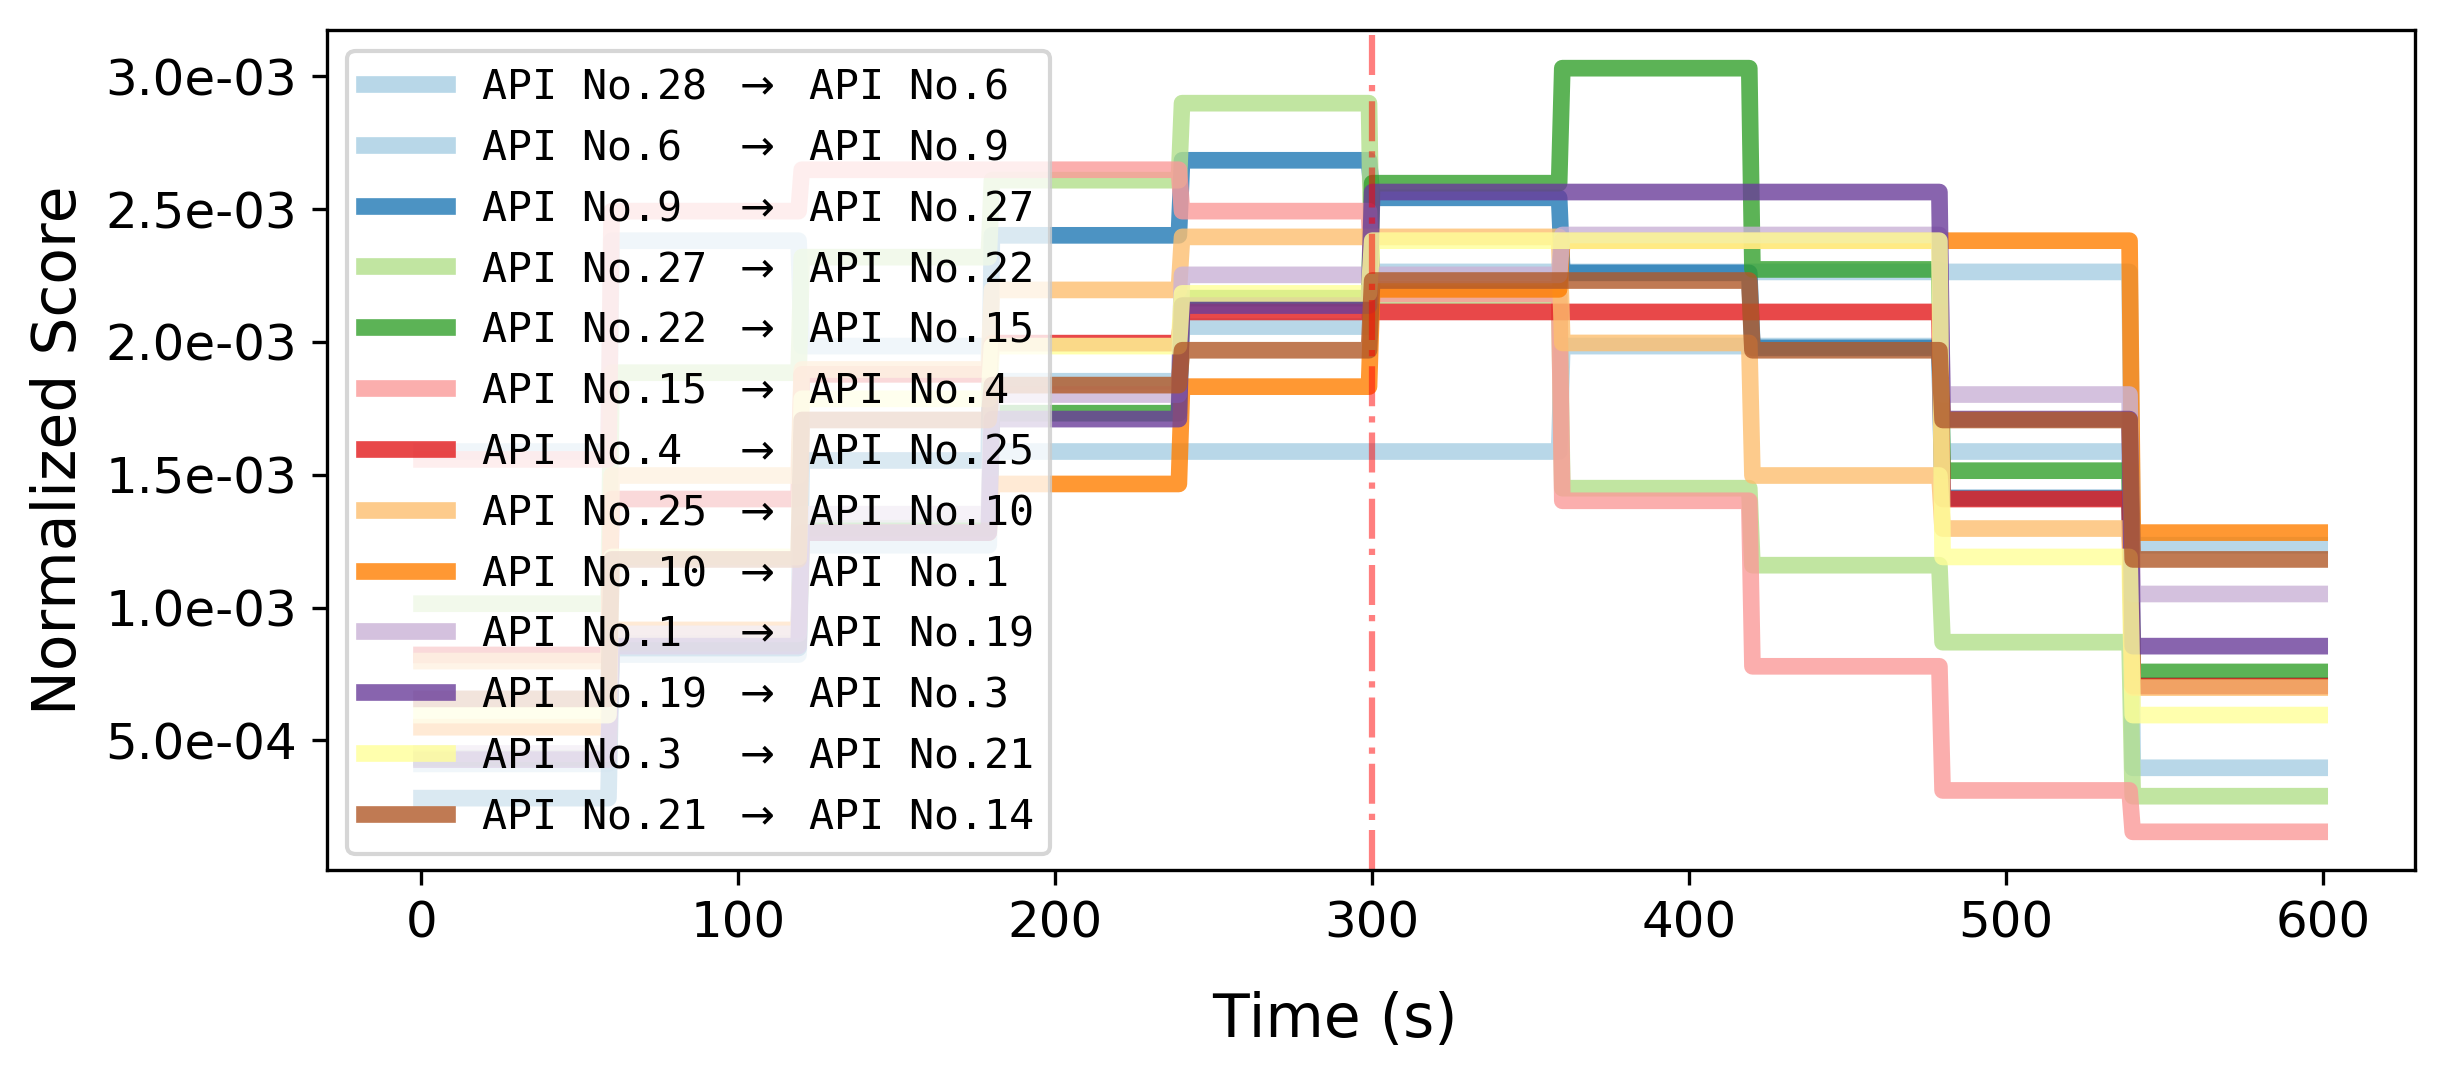 Normalized Score
3.0e-03
2.5e-03
2.0e-03
1.5e-03
1.0e-03
5.0e-04
API No.28 → API No.6
API No.6 → API No.9
API No.9 → API No.27
API No.27 → API No.22
API No.22 → API No.15
API No.15 → API No.4
API No.4 → API No.25
API No.25 → API No.10
API No.10 → API No.1
API No.1 → API No.19
API No.19 → API No.3
API No.3 → API No.21
API No.21 → API No.14
0 100 200 300 400 500 600
Time (s)